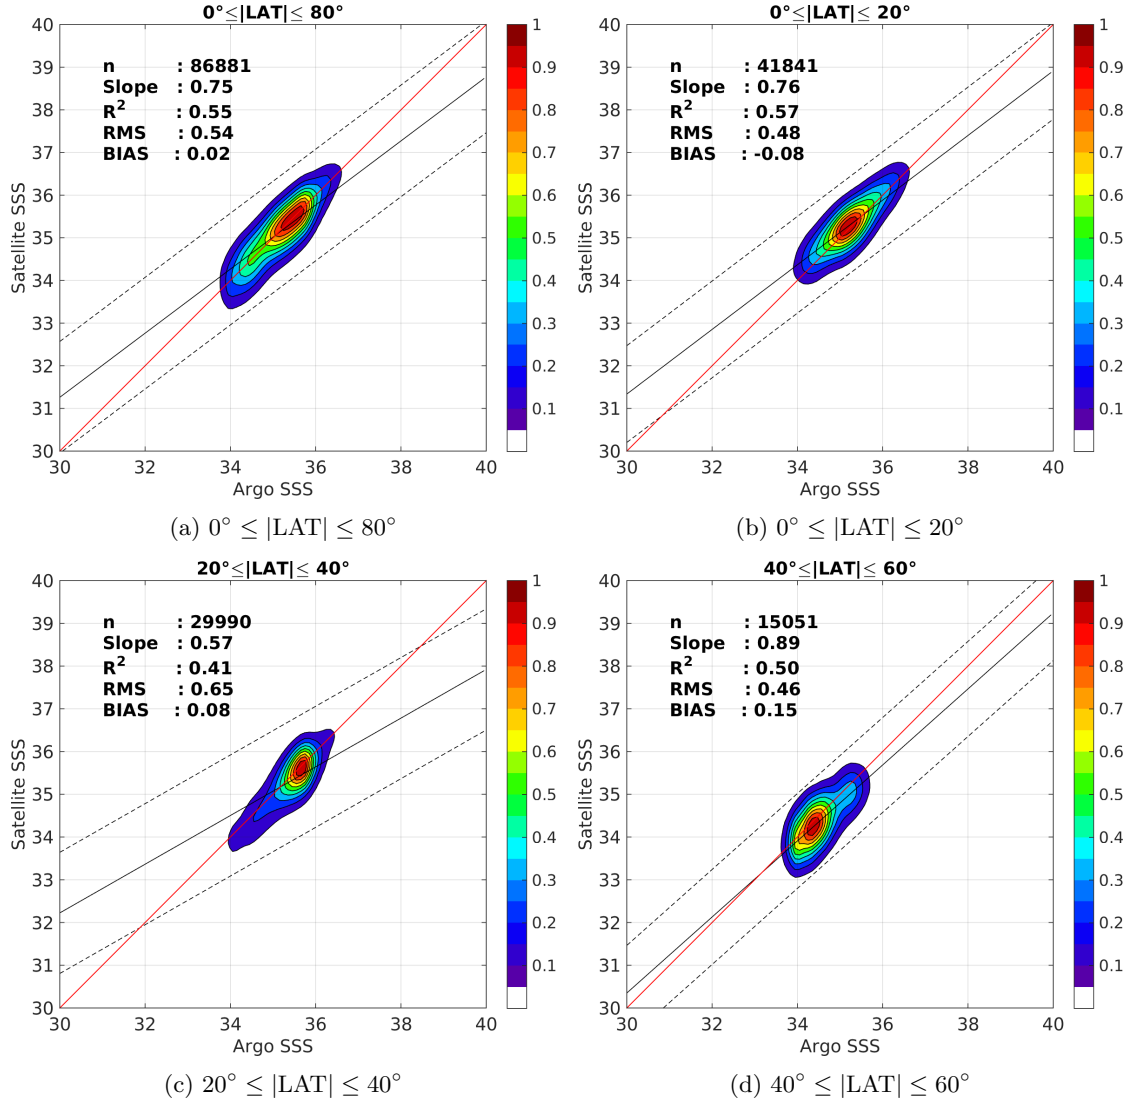 0°≤|LAT|≤ 80°
n : 86881
Slope : 0.75
R² : 0.55
RMS : 0.54
BIAS : 0.02
40
39
38
37
36
35
34
33
32
31
30
Satellite SSS
30 32 34 36 38 40
Argo SSS
1
0.9
0.8
0.7
0.6
0.5
0.4
0.3
0.2
0.1
(a) 0° ≤ |LAT| ≤ 80°
0°≤|LAT|≤ 20°
n : 41841
Slope : 0.76
R² : 0.57
RMS : 0.48
BIAS : -0.08
40
39
38
37
36
35
34
33
32
31
30
Satellite SSS
30 32 34 36 38 40
Argo SSS
1
0.9
0.8
0.7
0.6
0.5
0.4
0.3
0.2
0.1
(b) 0° ≤ |LAT| ≤ 20°
20°≤|LAT|≤ 40°
n : 29990
Slope : 0.57
R² : 0.41
RMS : 0.65
BIAS : 0.08
40
39
38
37
36
35
34
33
32
31
30
Satellite SSS
30 32 34 36 38 40
Argo SSS
1
0.9
0.8
0.7
0.6
0.5
0.4
0.3
0.2
0.1
(c) 20° ≤ |LAT| ≤ 40°
40°≤|LAT|≤ 60°
n : 15051
Slope : 0.89
R² : 0.50
RMS : 0.46
BIAS : 0.15
40
39
38
37
36
35
34
33
32
31
30
Satellite SSS
30 32 34 36 38 40
Argo SSS
1
0.9
0.8
0.7
0.6
0.5
0.4
0.3
0.2
0.1
(d) 40° ≤ |LAT| ≤ 60°